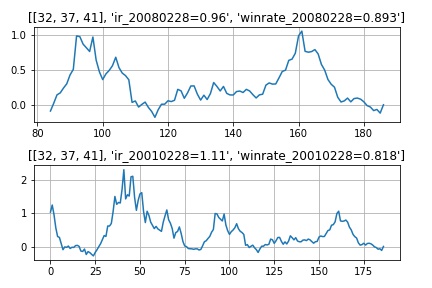 [[32, 37, 41], 'ir_20080228=0.96', 'winrate_20080228=0.893']
1.0
0.5
0.0
80 100 120 140 160 180
[[32, 37, 41], 'ir_20010228=1.11', 'winrate_20010228=0.818']
2
1
0
0 25 50 75 100 125 150 175